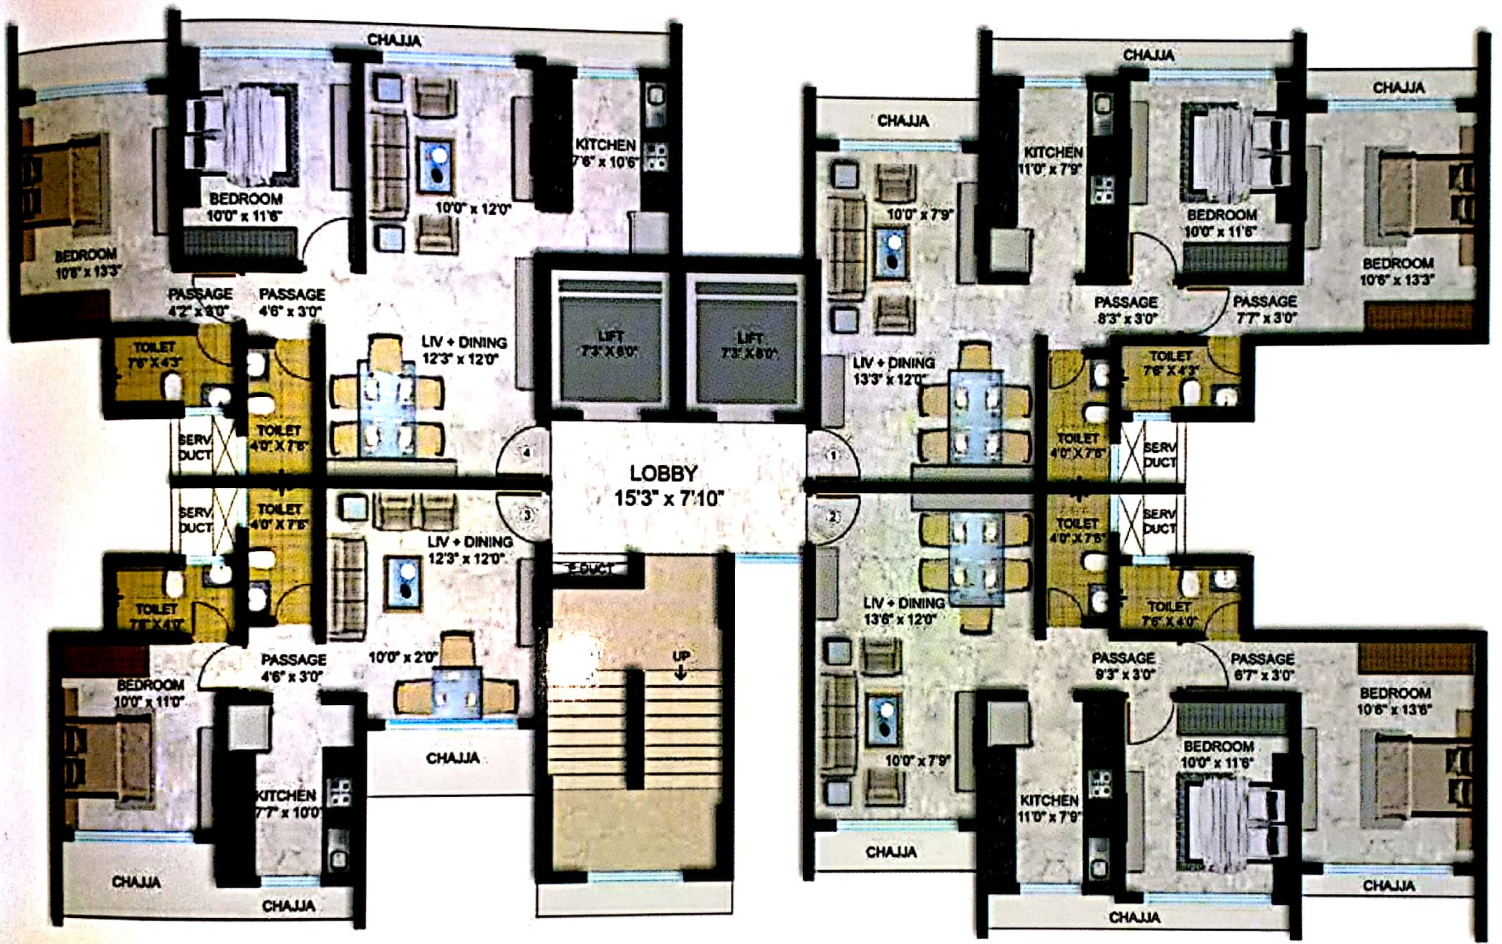 CHAJJA
BEDROOM
10'0" x 11'6"
10'0" x 12'0"
KITCHEN
7'6" x 10'6"
BEDROOM
10'6" x 13'3"
PASSAGE
4'2" x 3'0"
PASSAGE
4'6" x 3'0"
TOILET
7'6" X 4'3"
LIV + DINING
12'3" x 12'0"
LIFT
7'3" X 6'0"
LIFT
7'3" X 6'0"
SERV
DUCT
TOILET
4'0" X 7'6"
4
LOBBY
15'3" x 7'10"
CHAJJA
CHAJJA
CHAJJA
KITCHEN
11'0" x 7'9"
10'0" x 7'9"
BEDROOM
10'0" x 11'6"
BEDROOM
10'6" x 13'3"
PASSAGE
8'3" x 3'0"
PASSAGE
7'7" x 3'0"
LIV + DINING
13'3" x 12'0"
TOILET
7'6" X 4'3"
TOILET
4'0" X 7'6"
SERV
DUCT
1
SERV
DUCT
TOILET
4'0" X 7'6"
3
LIV + DINING
12'3" x 12'0"
TOILET
10'0" x 2'0"
PASSAGE
4'6" x 3'0"
BEDROOM
10'0" x 11'0"
KITCHEN
7'7" x 10'0"
CHAJJA
CHAJJA
CHAJJA
UP
2
TOILET
4'0" X 7'6"
SERV
DUCT
LIV + DINING
13'6" x 12'0"
TOILET
7'6" X 4'0"
PASSAGE
9'3" x 3'0"
PASSAGE
6'7" x 3'0"
BEDROOM
10'6" x 13'6"
BEDROOM
10'0" x 11'6"
10'0" x 7'9"
KITCHEN
11'0" x 7'9"
CHAJJA
CHAJJA
CHAJJA